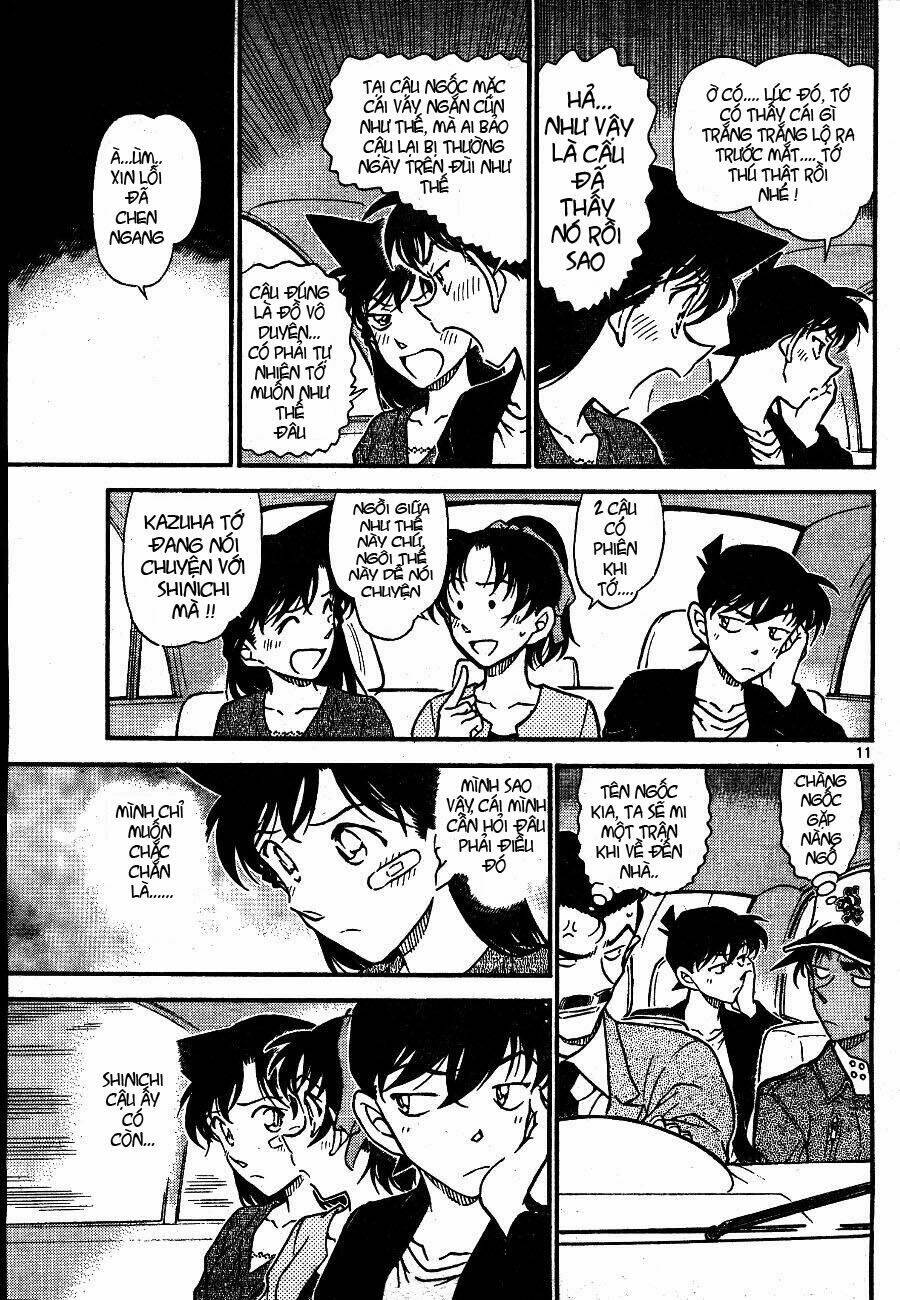 Ờ CÓ.... LÚC ĐÓ, TỚ
CÓ THẤY CÁI GÌ
TRẮNG TRẮNG LỘ RA
TRƯỚC MẮT.... TỚ
THÚ THẬT RỒI
NHÉ !
HẢ...
NHƯ VẬY
LÀ CẬU
ĐÃ
THẤY
NÓ RỒI
SAO
TẠI CẬU NGỐC MẶC
CÁI VÁY NGẮN CỦN
NHƯ THẾ, MÀ AI BẢO
CẬU LẠI BỊ THƯỜNG
NGÀY TRÊN ĐÙI NHƯ
THẾ
CẬU ĐÚNG
LÀ ĐỒ VÔ
DUYÊN...
CÓ PHẢI TỰ
NHIÊN TỚ
MUỐN NHƯ
THẾ
ĐÂU
À...ÙM..
XIN LỖI
ĐÃ
CHEN
NGANG
2 CẬU
CÓ
PHIỀN
KHI
TỚ....
NGỒI GIỮA
NHƯ THẾ
NÀY CHỨ,
NGỒI THẾ
NÀY DỄ NÓI
CHUYỆN
KAZUHA TỚ
ĐANG NÓI
CHUYỆN VỚI
SHINICHI
MÀ !!
11
CHÀNG
NGỐC
GẶP
NÀNG
NGỐ
TÊN NGỐC
KIA, TA SẼ MI
MỘT TRẬN
KHI VỀ ĐẾN
NHÀ..
MÌNH SAO
VẬY, CÁI MÌNH
CẦN HỎI ĐÂU
PHẢI ĐIỀU
ĐÓ
MÌNH CHỈ
MUỐN
CHẮC
CHẮN
LÀ......
SHINICHI
CẬU ẤY
CÓ
CÒN...